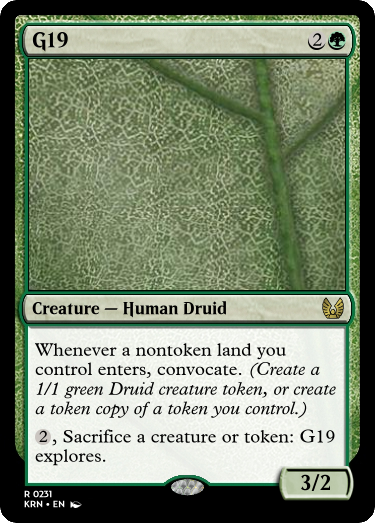 G19 2
Creature — Human Druid
Whenever a nontoken land you
control enters, convocate. (Create a
1/1 green Druid creature token, or create
a token copy of a token you control.)
2, Sacrifice a creature or token: G19
explores.
3/2
R 0231
KRN • EN